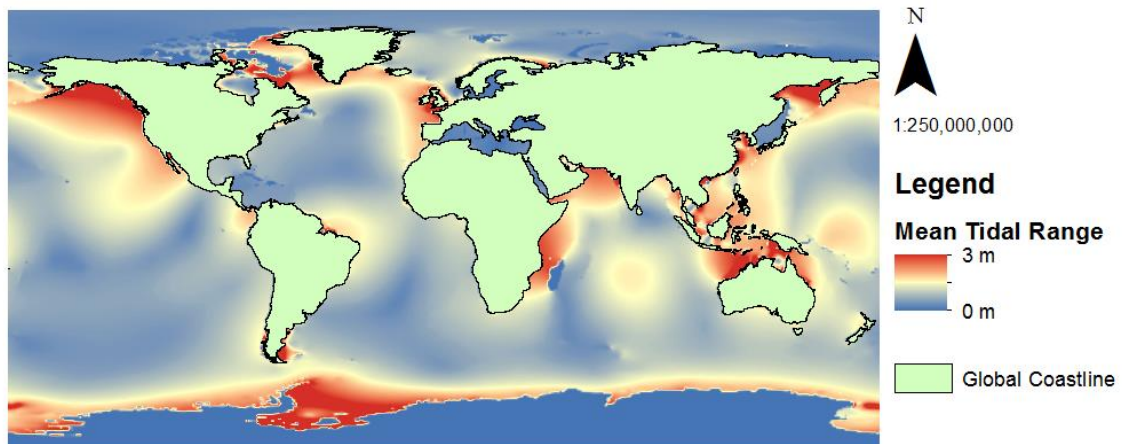 N
1:250,000,000
Legend
Mean Tidal Range
3 m
0 m
Global Coastline